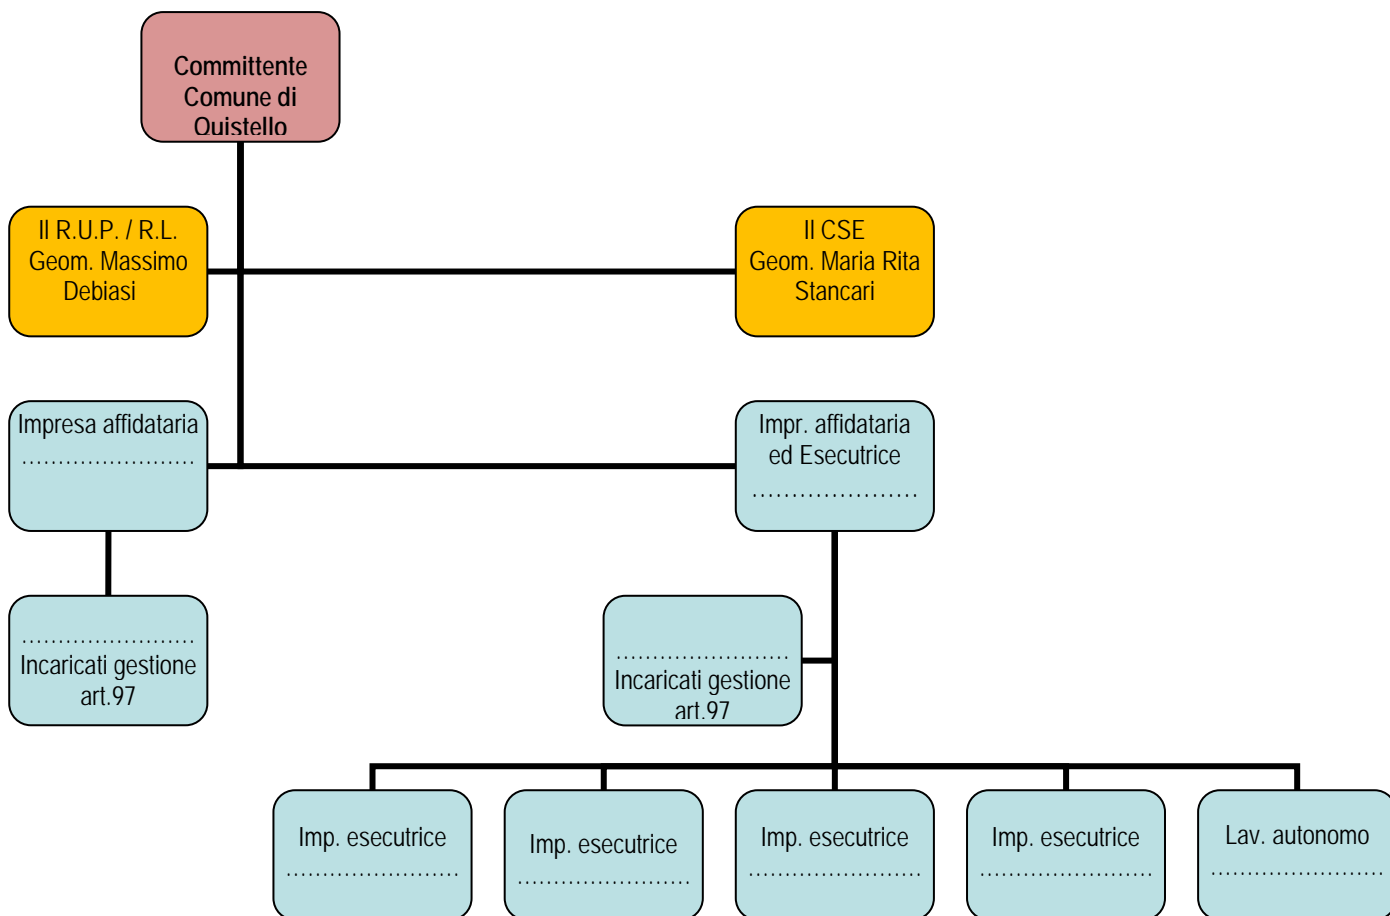 Committente
Comune di
Quistello
Il R.U.P. / R.L.
Geom. Massimo
Debiasi
Il CSE
Geom. Maria Rita
Stancari
Impresa affidataria
……………………
Impr. affidataria
ed Esecutrice
………………….
……………………
Incaricati gestione
art.97
……………………
Incaricati gestione
art.97
Imp. esecutrice
……………………
Imp. esecutrice
……………………
Imp. esecutrice
……………………
Imp. esecutrice
……………………
Lav. autonomo
……………………